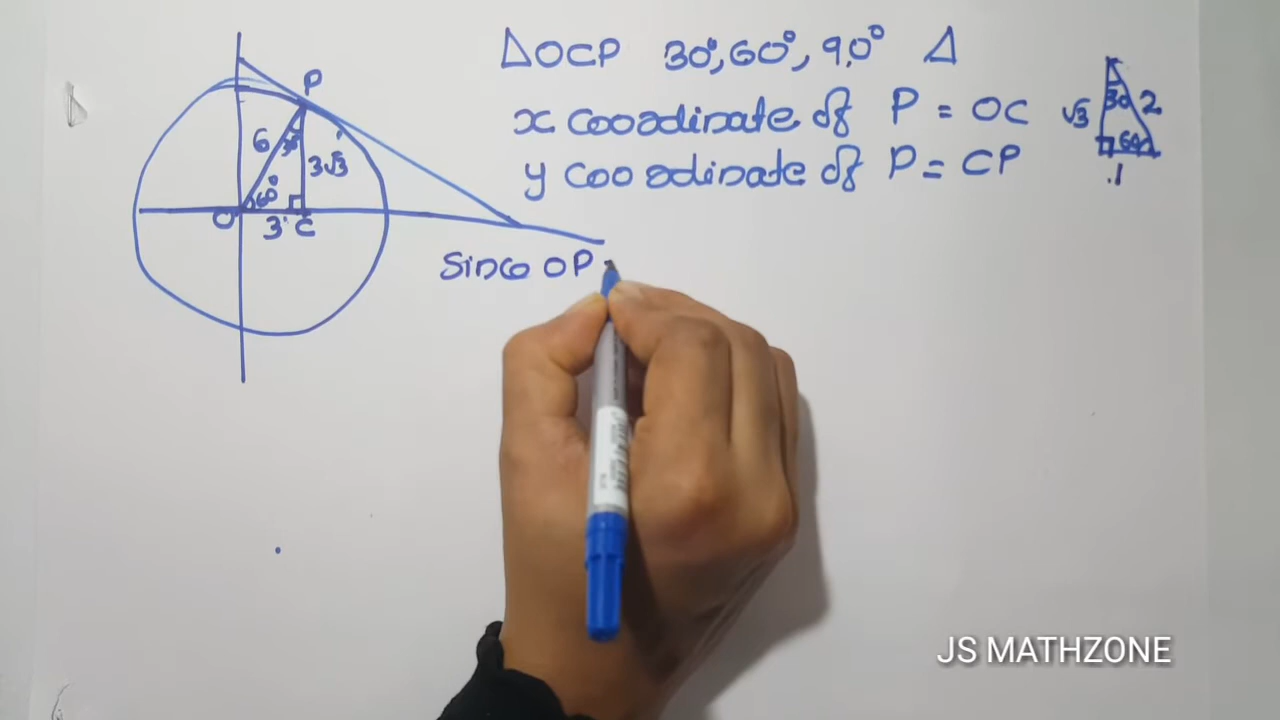 △OCP 30°, 60°, 90° △
x coordinate of P = OC
y coordinate of P = CP
Since OP
P
6
30
3√3
60°
O
3
C
30
√3
2
60
1
JS MATHZONE